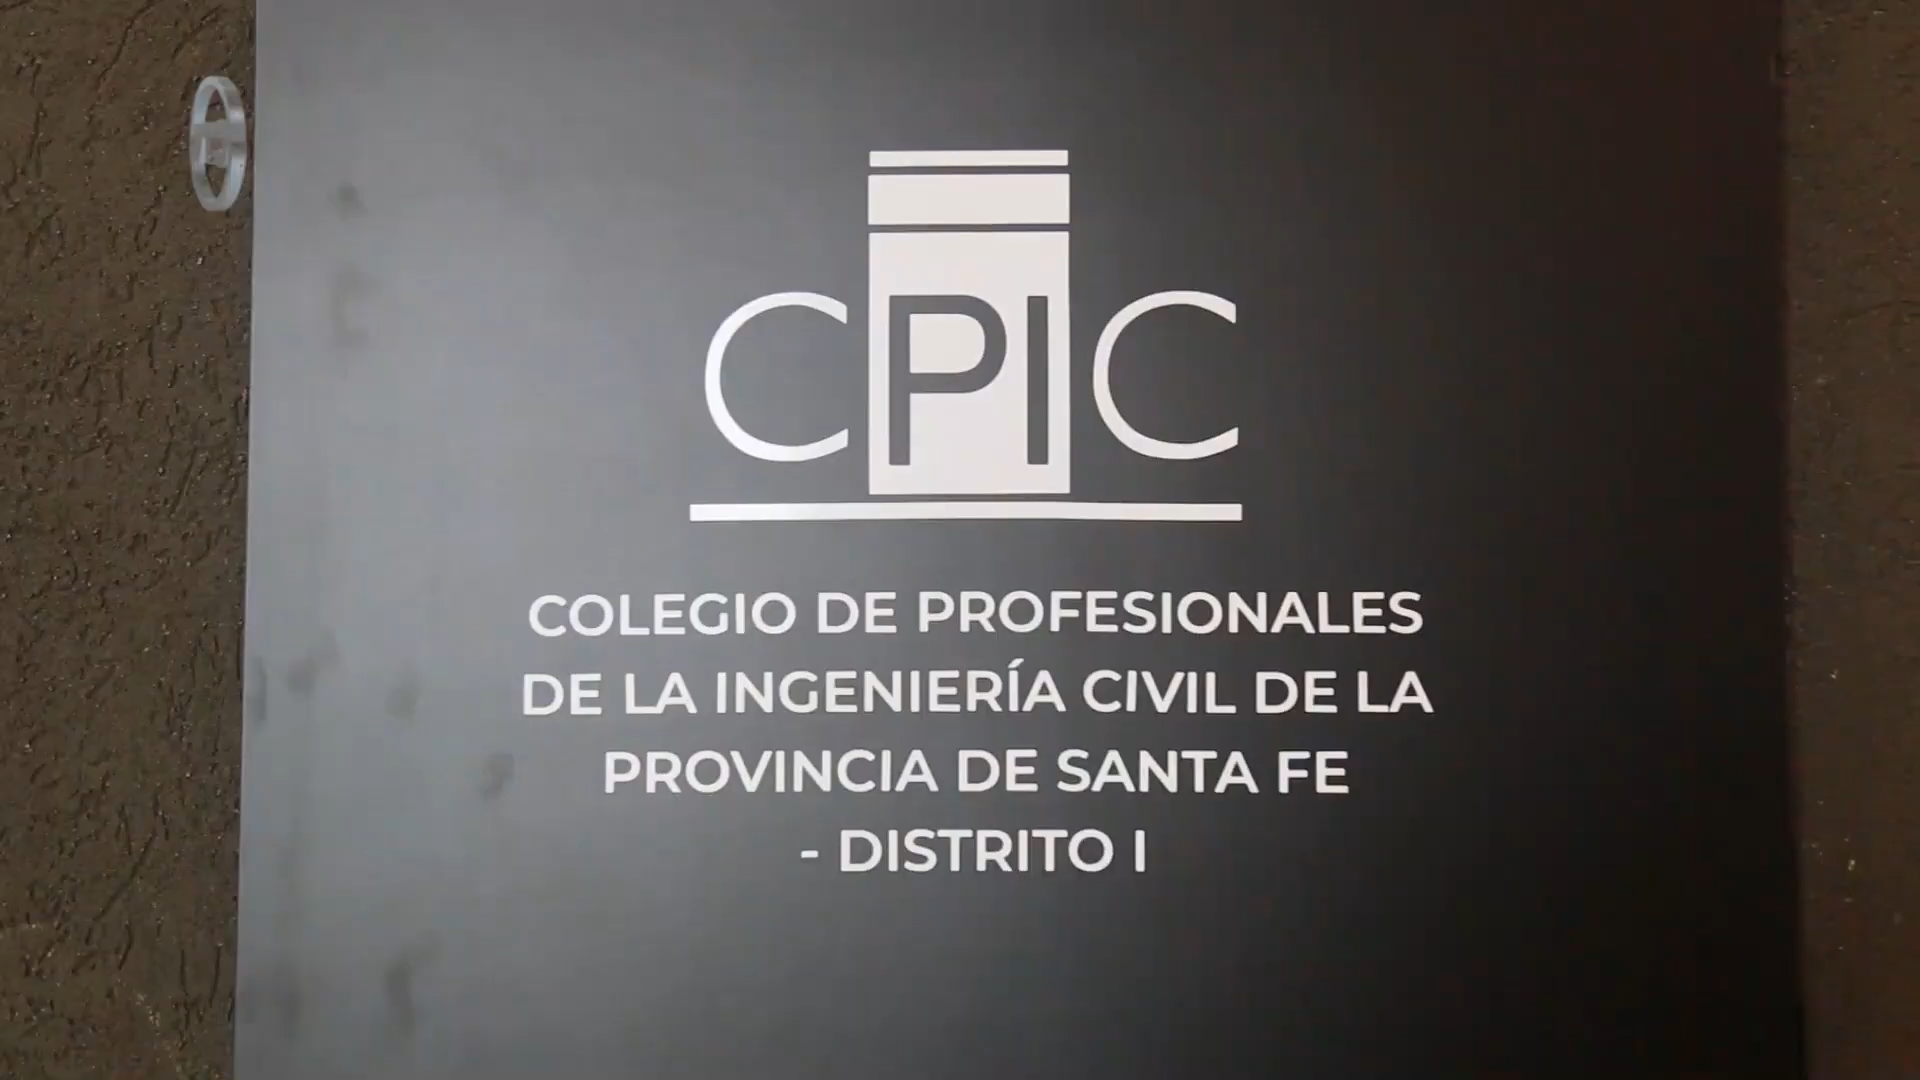 CPIC
COLEGIO DE PROFESIONALES
DE LA INGENIERÍA CIVIL DE LA
PROVINCIA DE SANTA FE
- DISTRITO I